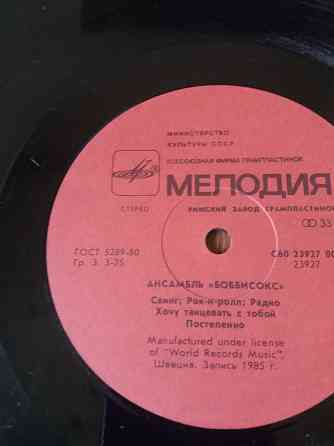 МИНИСТЕРСТВО
КУЛЬТУРЫ СССР
ВСЕСОЮЗНАЯ ФИРМА ГРАМПЛАСТИНОК
МЕЛОДИЯ
СТЕРЕО
РИЖСКИЙ ЗАВОД ГРАМПЛАСТИНОК
33
ГОСТ 5289-80
Гр. 3. 3-25
С60 23927 00
23927
АНСАМБЛЬ «БОББИСОКС»
Свинг; Рок-н-ролл; Радио
Хочу танцевать с тобой
Постепенно
Manufactured under license
of "World Records Music",
Швеция. Запись 1985 г.